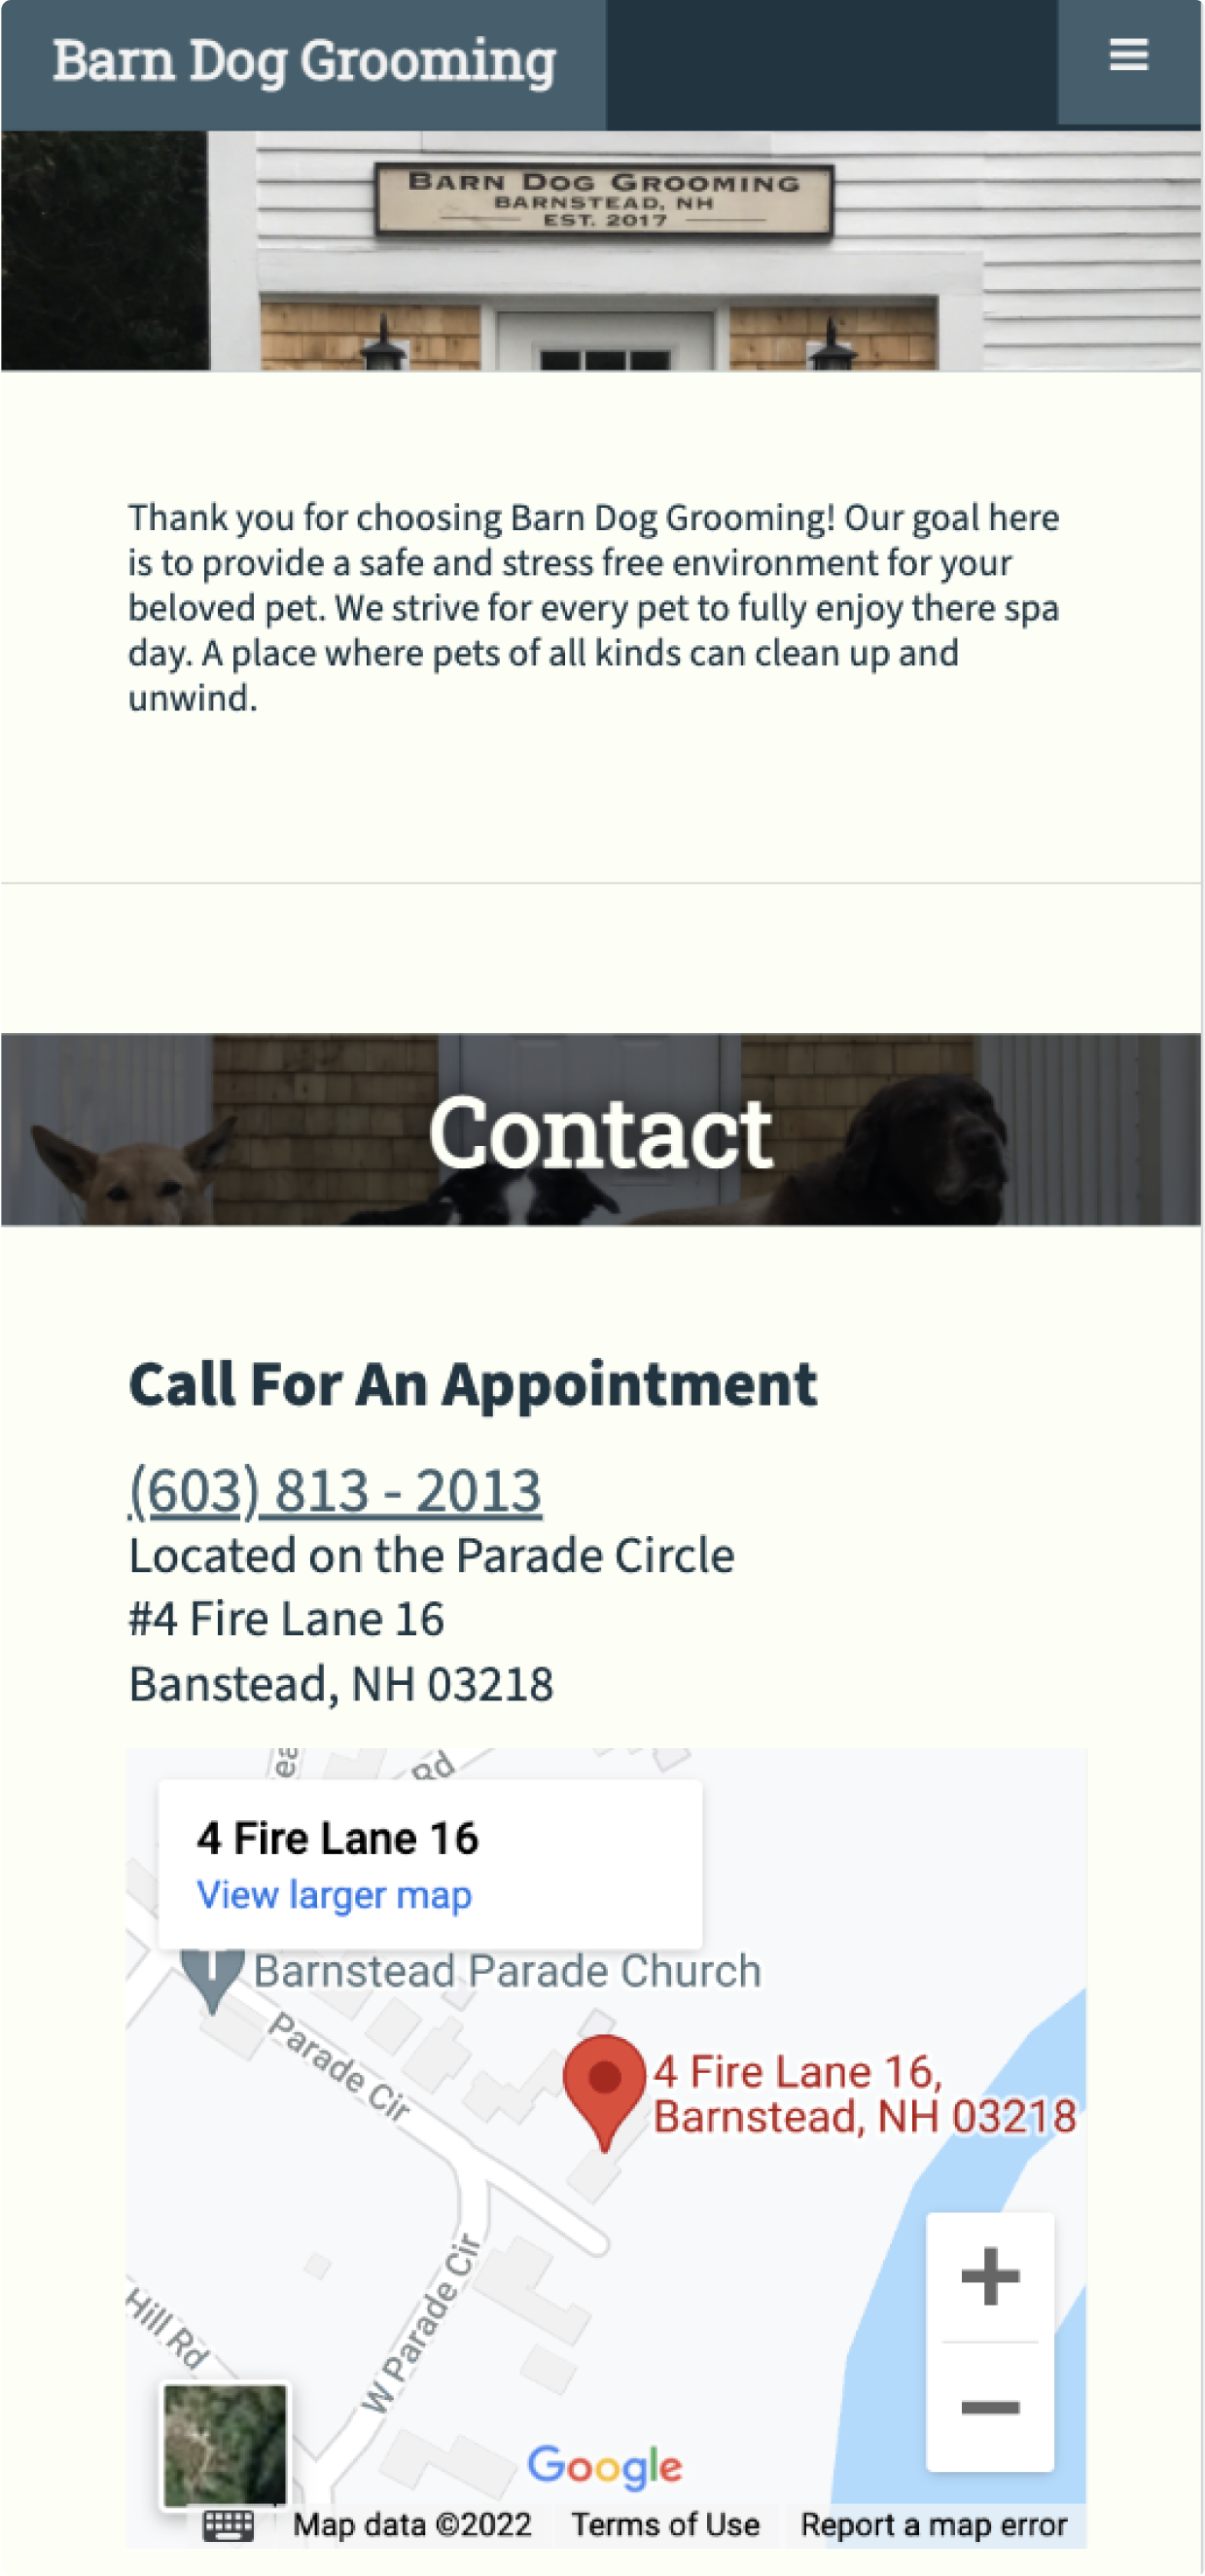 Barn Dog Grooming
BARN DOG GROOMING
BARNSTEAD, NH
EST. 2017
Thank you for choosing Barn Dog Grooming! Our goal here
is to provide a safe and stress free environment for your
beloved pet. We strive for every pet to fully enjoy there spa
day. A place where pets of all kinds can clean up and
unwind.
Contact
Call For An Appointment
(603) 813 - 2013
Located on the Parade Circle
#4 Fire Lane 16
Banstead, NH 03218
Rd
4 Fire Lane 16
View larger map
Barnstead Parade Church
Parade Cir
4 Fire Lane 16,
Barnstead, NH 03218
W Parade Cir
Hill Rd
Google
Map data ©2022
Terms of Use
Report a map error